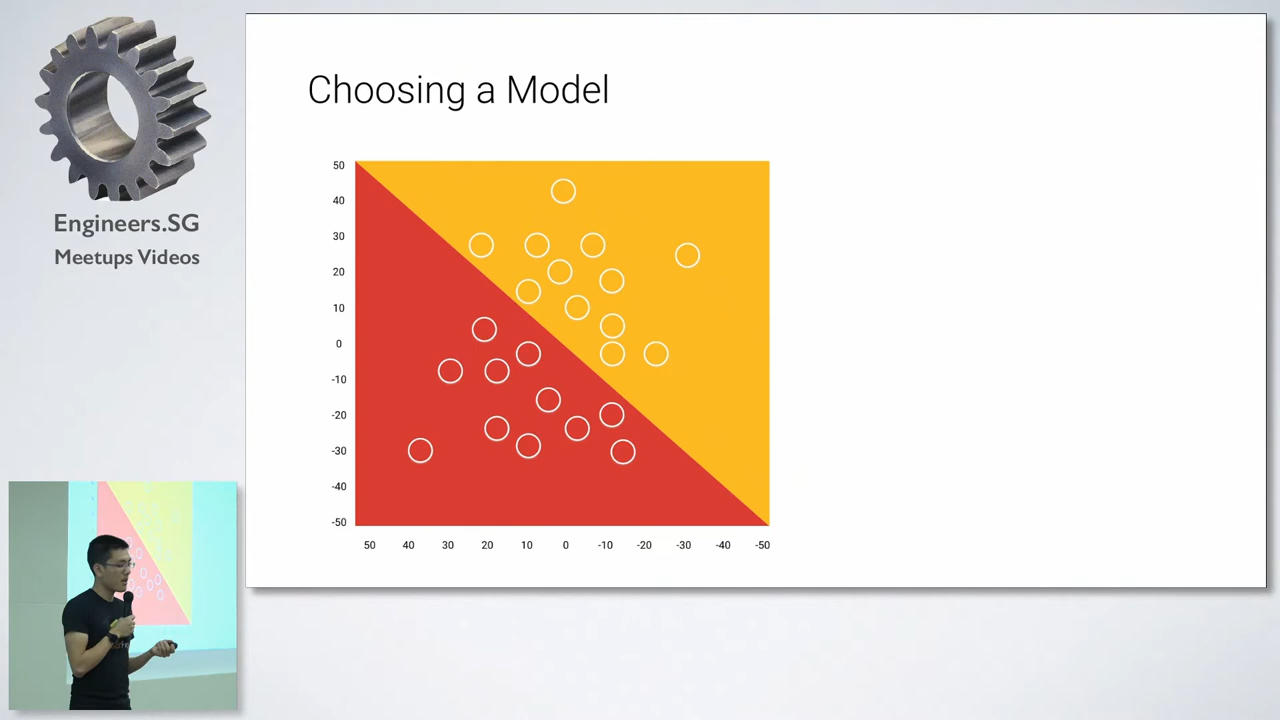 Engineers.SG
Meetups Videos
Choosing a Model
50
40
30
20
10
0
-10
-20
-30
-40
-50
50 40 30 20 10 0 -10 -20 -30 -40 -50